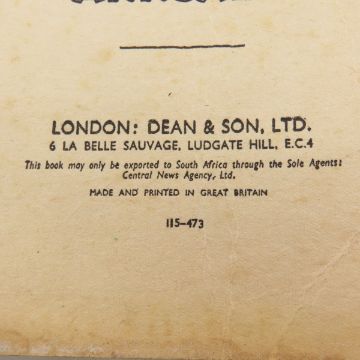 LONDON: DEAN & SON, LTD.
6 LA BELLE SAUVAGE, LUDGATE HILL, E.C.4
This book may only be exported to South Africa through the Sole Agents:
Central News Agency, Ltd.
MADE AND PRINTED IN GREAT BRITAIN
115-473